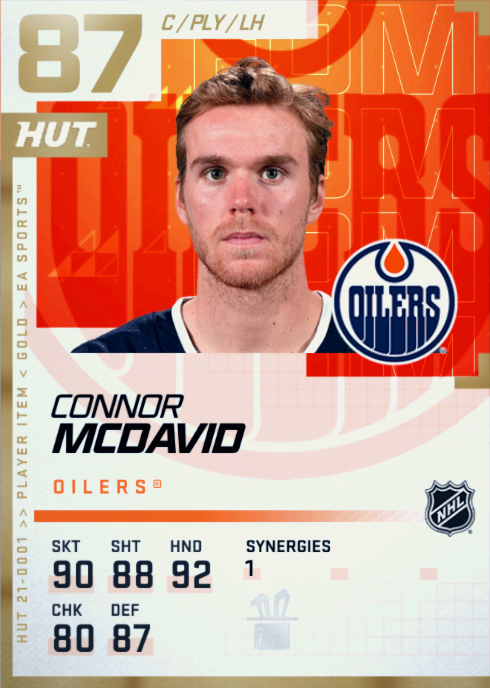 87
C/PLY/LH
HUT
OILERS
HUT 21-0001 >> PLAYER ITEM < GOLD > EA SPORTS™
CONNOR
MCDAVID
OILERS®
NHL
SKT SHT HND SYNERGIES
90 88 92 1
CHK DEF
80 87